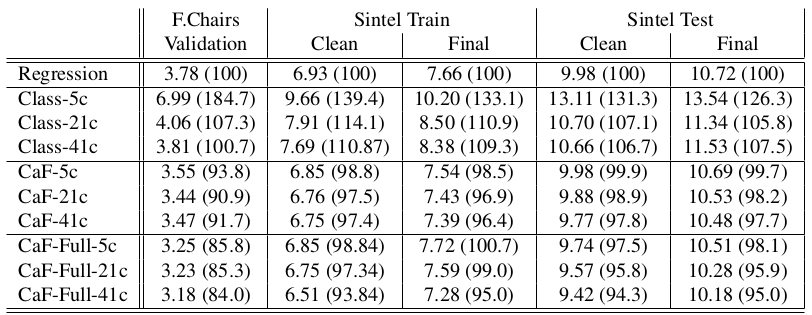 F.Chairs Sintel Train Sintel Test
Validation Clean Final Clean Final
Regression 3.78 (100) 6.93 (100) 7.66 (100) 9.98 (100) 10.72 (100)
Class-5c 6.99 (184.7) 9.66 (139.4) 10.20 (133.1) 13.11 (131.3) 13.54 (126.3)
Class-21c 4.06 (107.3) 7.91 (114.1) 8.50 (110.9) 10.70 (107.1) 11.34 (105.8)
Class-41c 3.81 (100.7) 7.69 (110.87) 8.38 (109.3) 10.66 (106.7) 11.53 (107.5)
CaF-5c 3.55 (93.8) 6.85 (98.8) 7.54 (98.5) 9.98 (99.9) 10.69 (99.7)
CaF-21c 3.44 (90.9) 6.76 (97.5) 7.43 (96.9) 9.88 (98.9) 10.53 (98.2)
CaF-41c 3.47 (91.7) 6.75 (97.4) 7.39 (96.4) 9.77 (97.8) 10.48 (97.7)
CaF-Full-5c 3.25 (85.8) 6.85 (98.84) 7.72 (100.7) 9.74 (97.5) 10.51 (98.1)
CaF-Full-21c 3.23 (85.3) 6.75 (97.34) 7.59 (99.0) 9.57 (95.8) 10.28 (95.9)
CaF-Full-41c 3.18 (84.0) 6.51 (93.84) 7.28 (95.0) 9.42 (94.3) 10.18 (95.0)